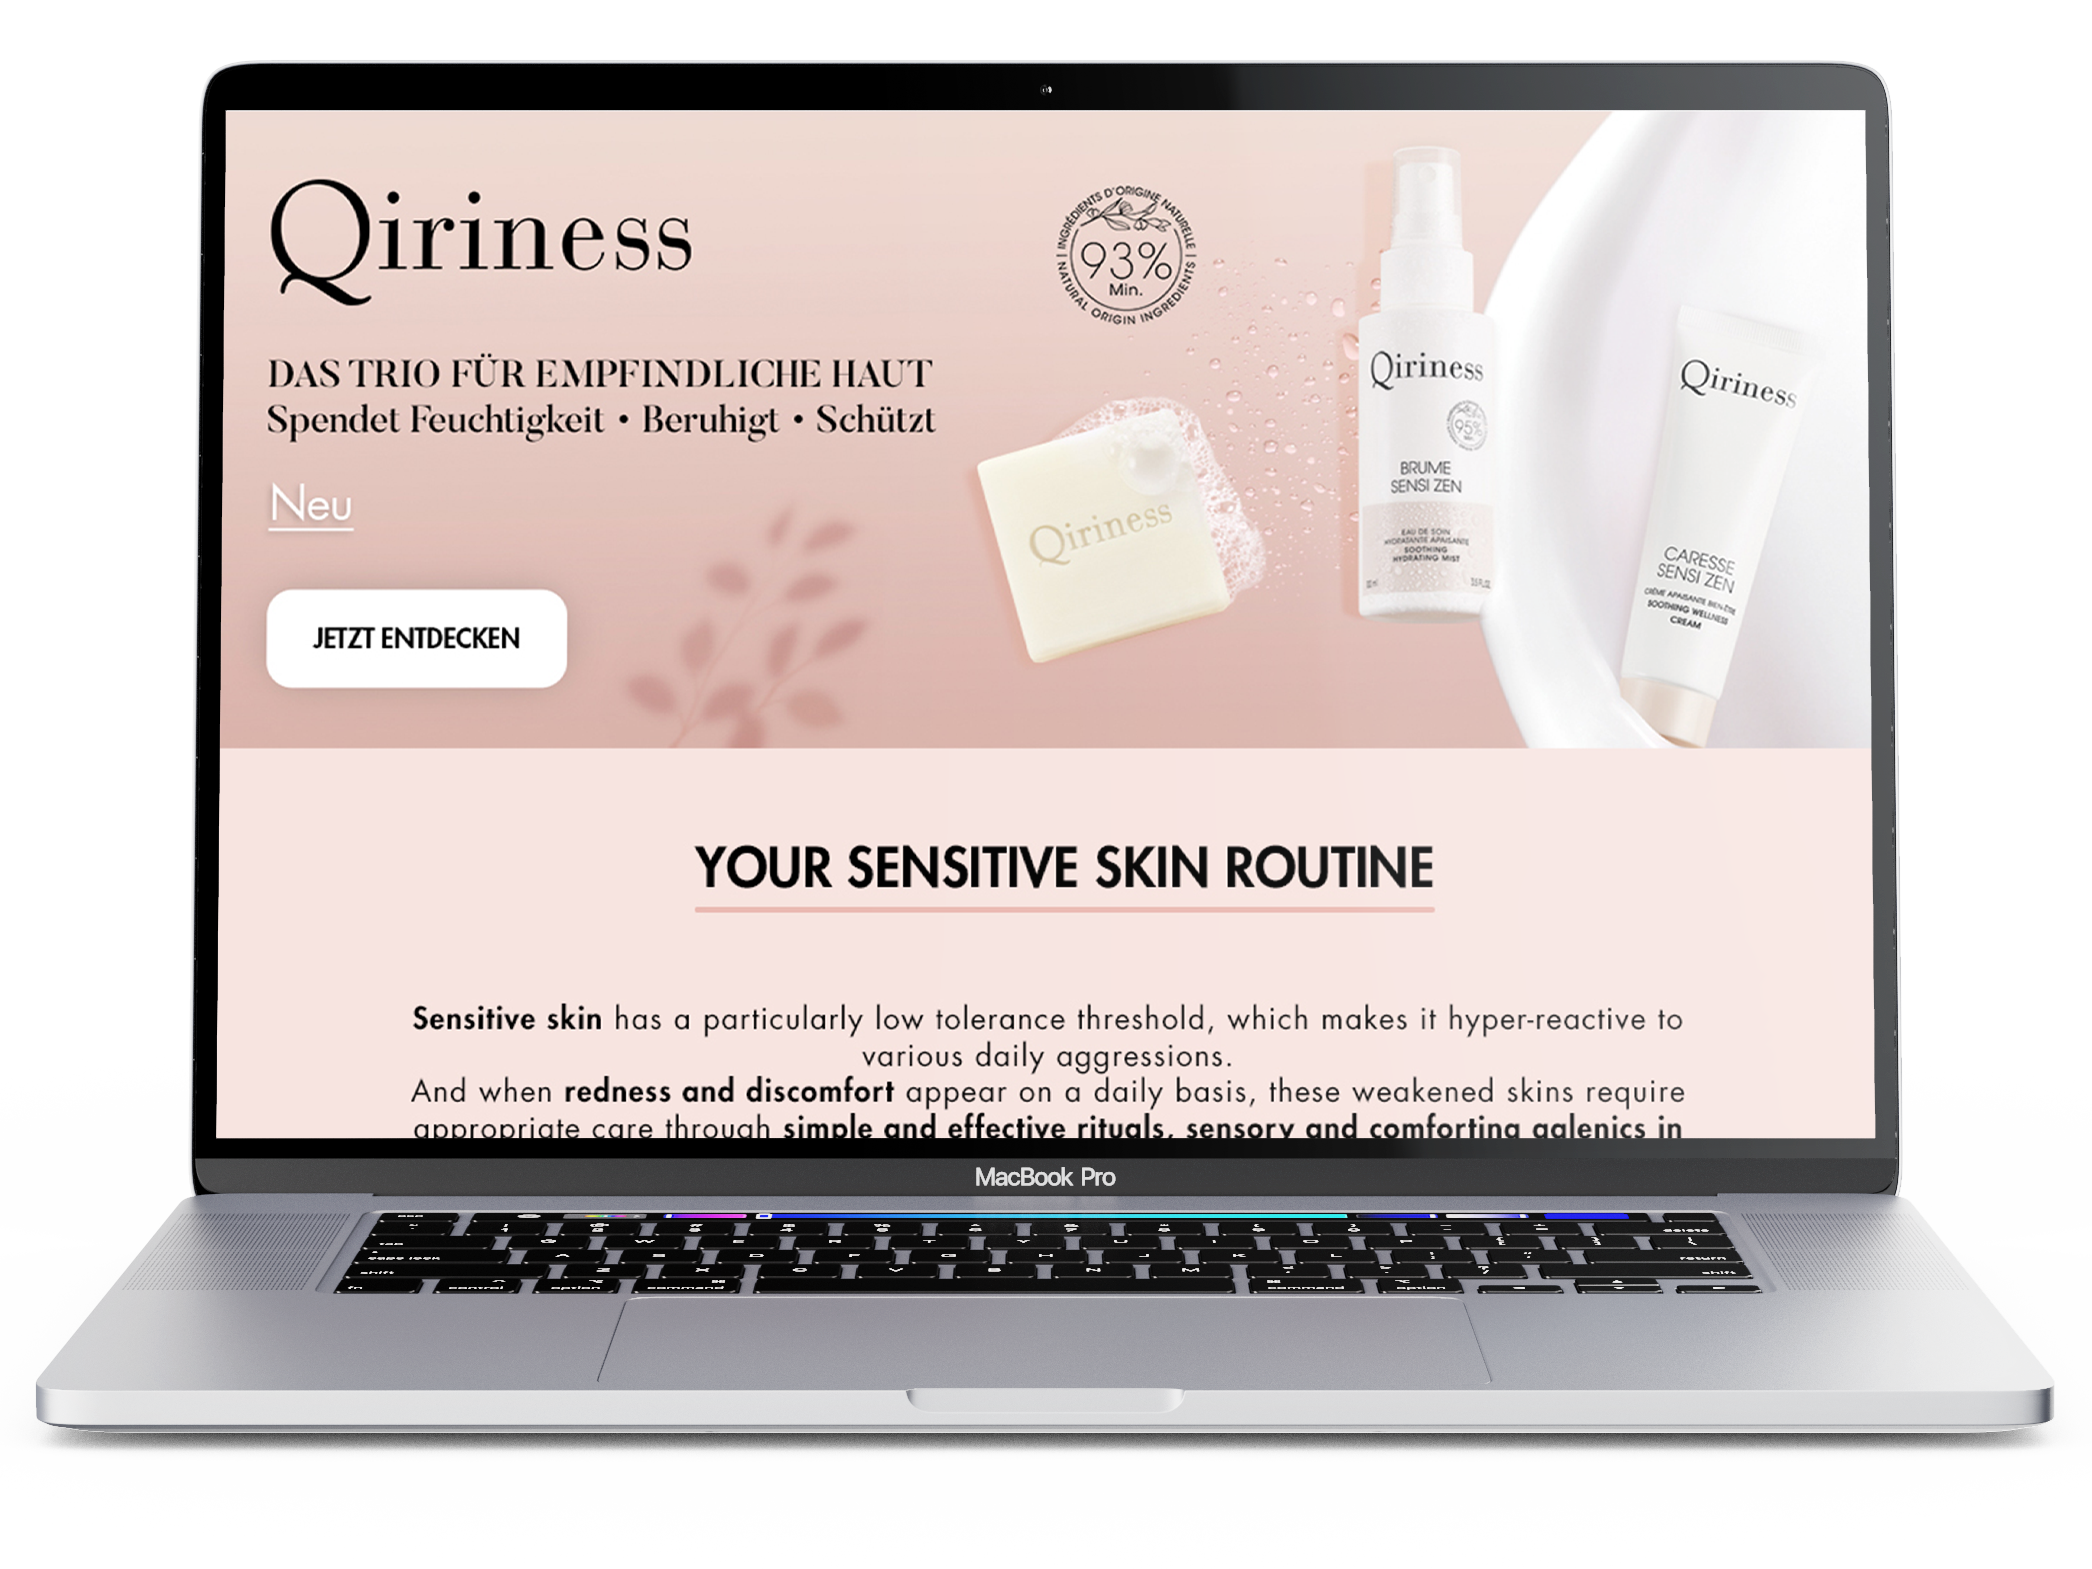 Qiriness
DAS TRIO FÜR EMPFINDLICHE HAUT
Spendet Feuchtigkeit • Beruhigt • Schützt
Neu
JETZT ENTDECKEN
INGRÉDIENTS D'ORIGINE NATURELLE
93%
Min.
NATURAL ORIGIN INGREDIENTS
Qiriness
Qiriness
95%
BRUME
SENSI ZEN
EAU DE SOIN
HYDRATANTE APAISANTE
SOOTHING
HYDRATING MIST
Qiriness
CARESSE
SENSI ZEN
CRÈME APAISANTE BIEN-ÊTRE
SOOTHING WELLNESS
CREAM
YOUR SENSITIVE SKIN ROUTINE
Sensitive skin has a particularly low tolerance threshold, which makes it hyper-reactive to
various daily aggressions.
And when redness and discomfort appear on a daily basis, these weakened skins require
appropriate care through simple and effective rituals, sensory and comforting galenics in
MacBook Pro